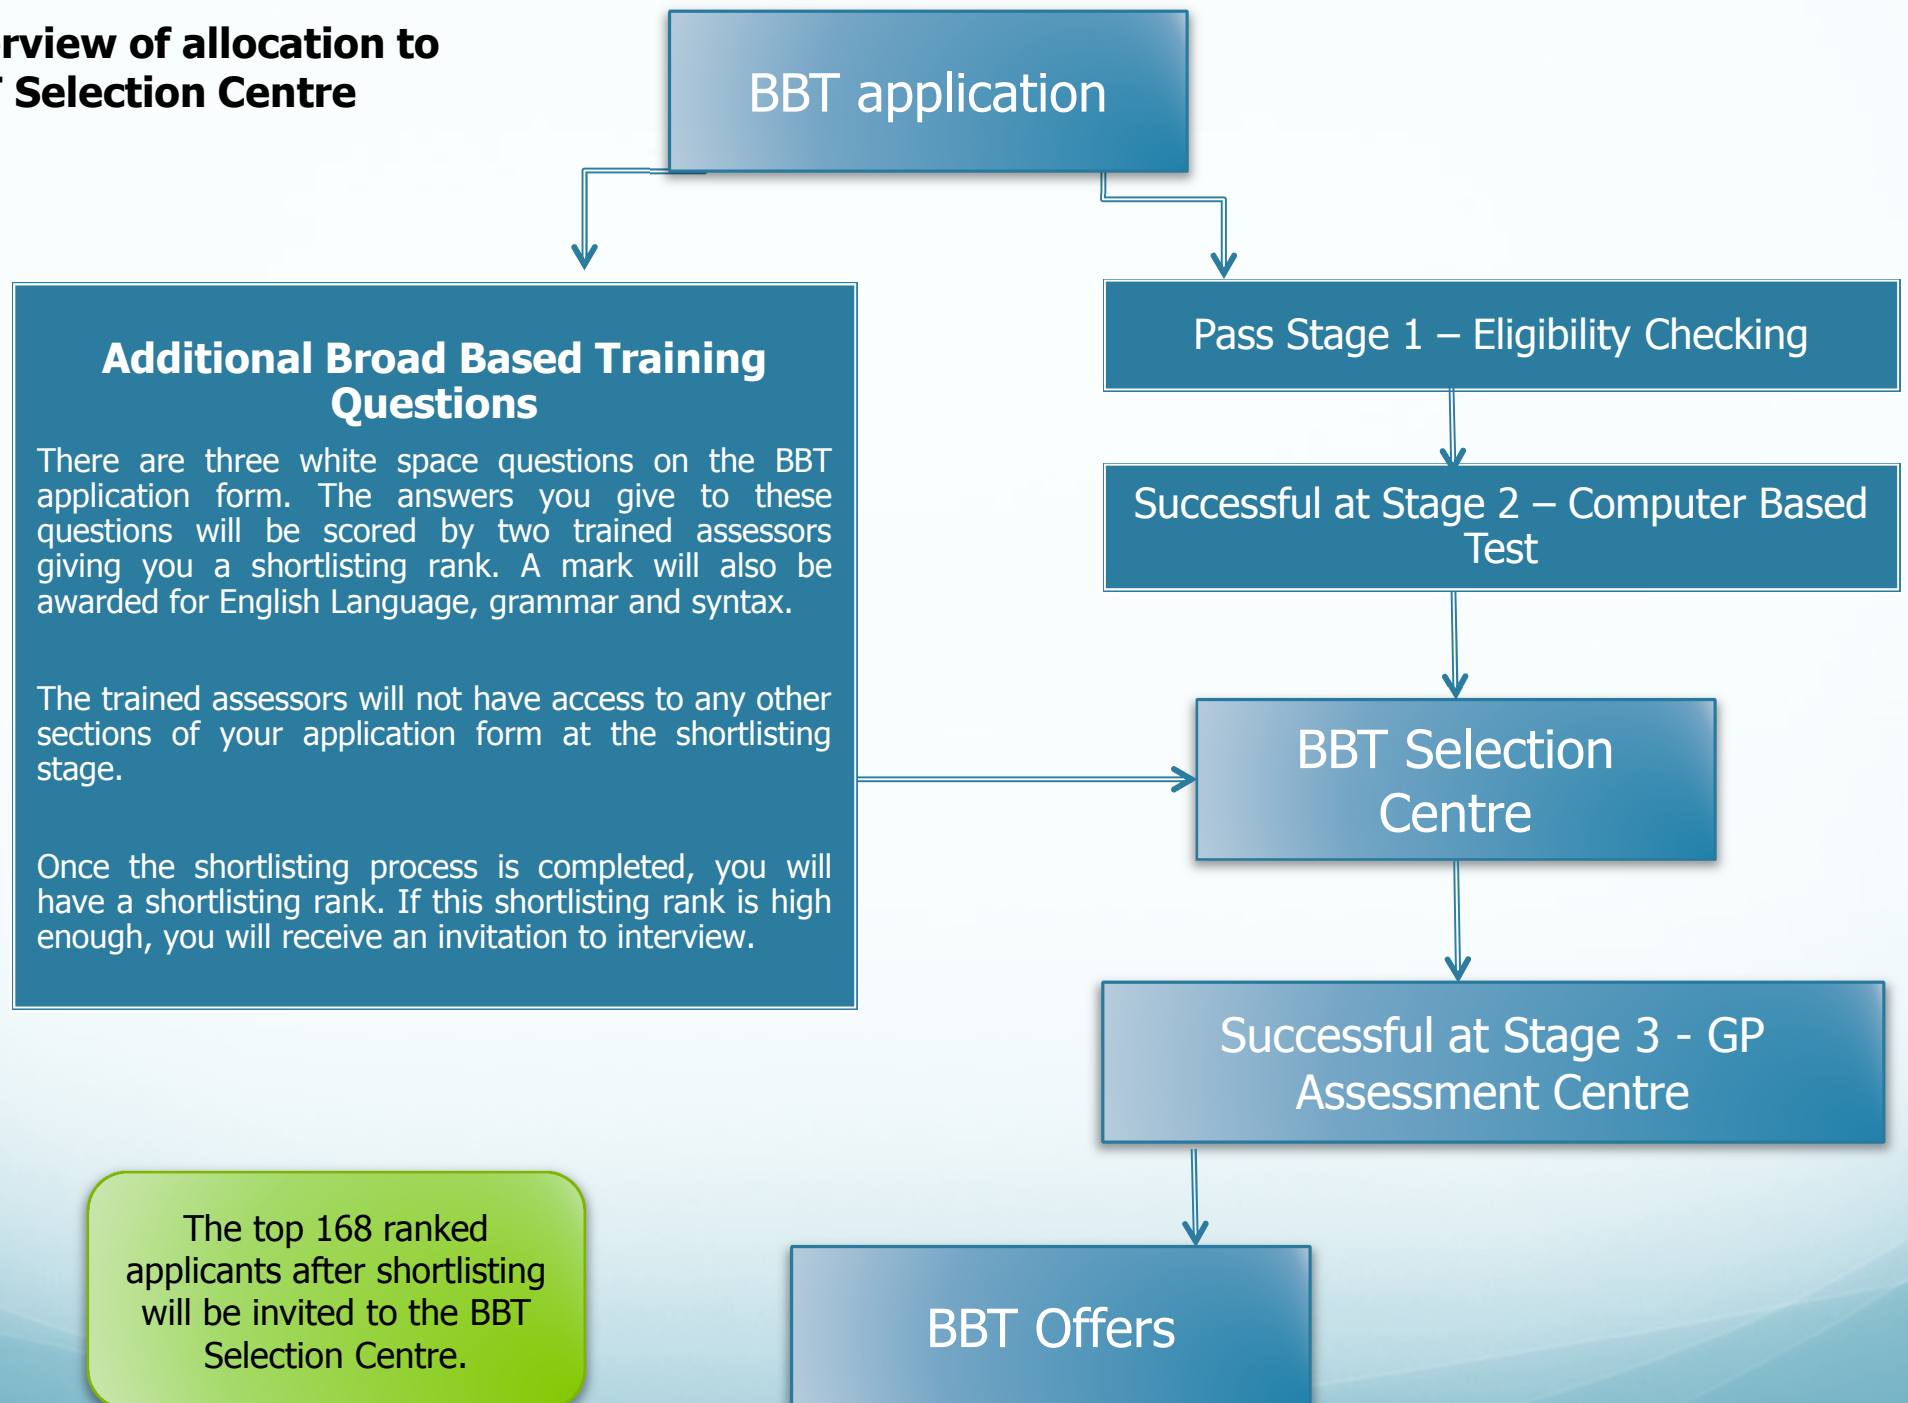 rview of allocation to
Selection Centre
BBT application
Additional Broad Based Training
Questions
There are three white space questions on the BBT
application form. The answers you give to these
questions will be scored by two trained assessors
giving you a shortlisting rank. A mark will also be
awarded for English Language, grammar and syntax.
The trained assessors will not have access to any other
sections of your application form at the shortlisting
stage.
Once the shortlisting process is completed, you will
have a shortlisting rank. If this shortlisting rank is high
enough, you will receive an invitation to interview.
Pass Stage 1 – Eligibility Checking
Successful at Stage 2 – Computer Based
Test
BBT Selection
Centre
Successful at Stage 3 - GP
Assessment Centre
The top 168 ranked
applicants after shortlisting
will be invited to the BBT
Selection Centre.
BBT Offers